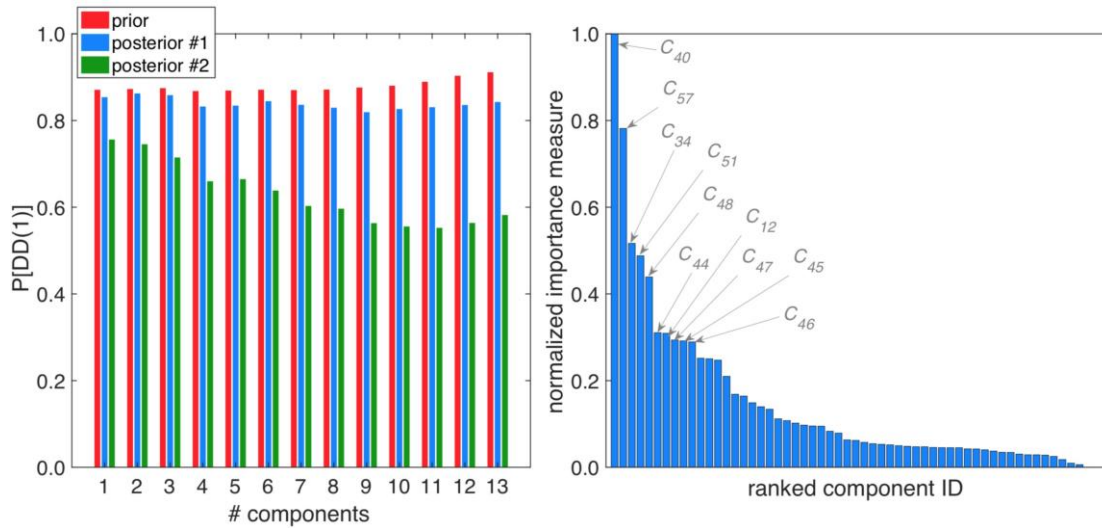 prior
posterior #1
posterior #2
1.0
0.8
0.6
0.4
0.2
0.0
P[DD(1)]
1 2 3 4 5 6 7 8 9 10 11 12 13
# components
1.0
0.8
0.6
0.4
0.2
0.0
normalized importance measure
C40
C57
C34
C51
C48
C12
C44
C47
C45
C46
ranked component ID